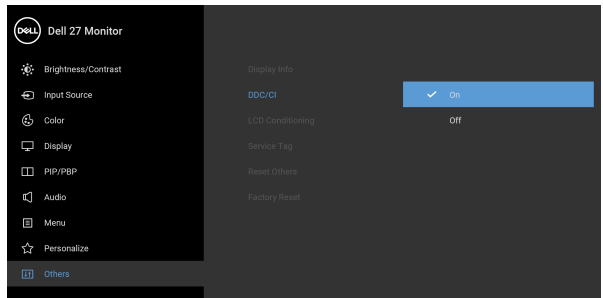 DELL Dell 27 Monitor
Brightness/Contrast
Display Info
Input Source
DDC/CI
On
Color
LCD Conditioning
Off
Display
Service Tag
PIP/PBP
Reset Others
Audio
Factory Reset
Menu
Personalize
Others